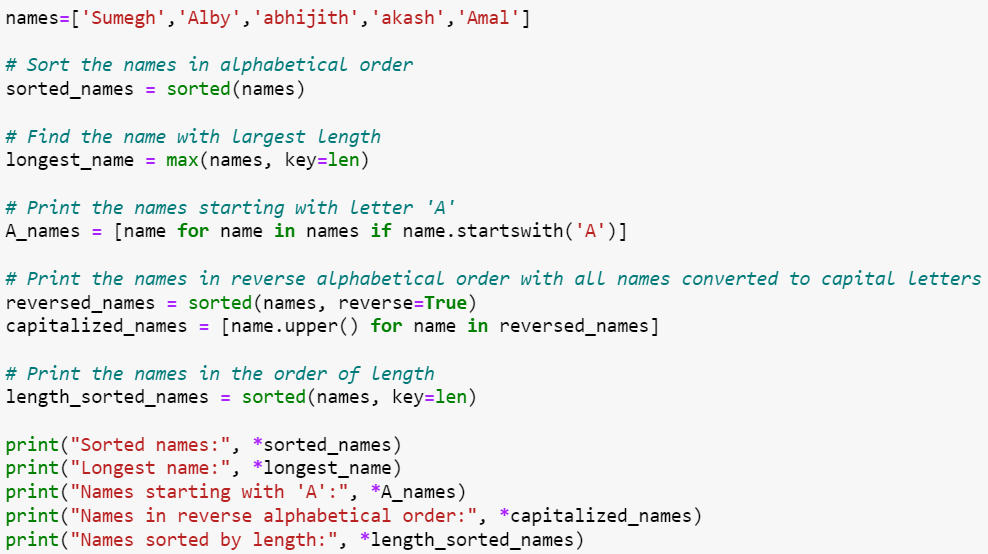 names=['Sumegh','Alby','abhijith','akash','Amal']
# Sort the names in alphabetical order
sorted_names = sorted(names)
# Find the name with largest length
longest_name = max(names, key=len)
# Print the names starting with letter 'A'
A_names = [name for name in names if name.startswith('A')]
# Print the names in reverse alphabetical order with all names converted to capital letters
reversed_names = sorted(names, reverse=True)
capitalized_names = [name.upper() for name in reversed_names]
# Print the names in the order of length
length_sorted_names = sorted(names, key=len)
print("Sorted names:", *sorted_names)
print("Longest name:", *longest_name)
print("Names starting with 'A':", *A_names)
print("Names in reverse alphabetical order:", *capitalized_names)
print("Names sorted by length:", *length_sorted_names)